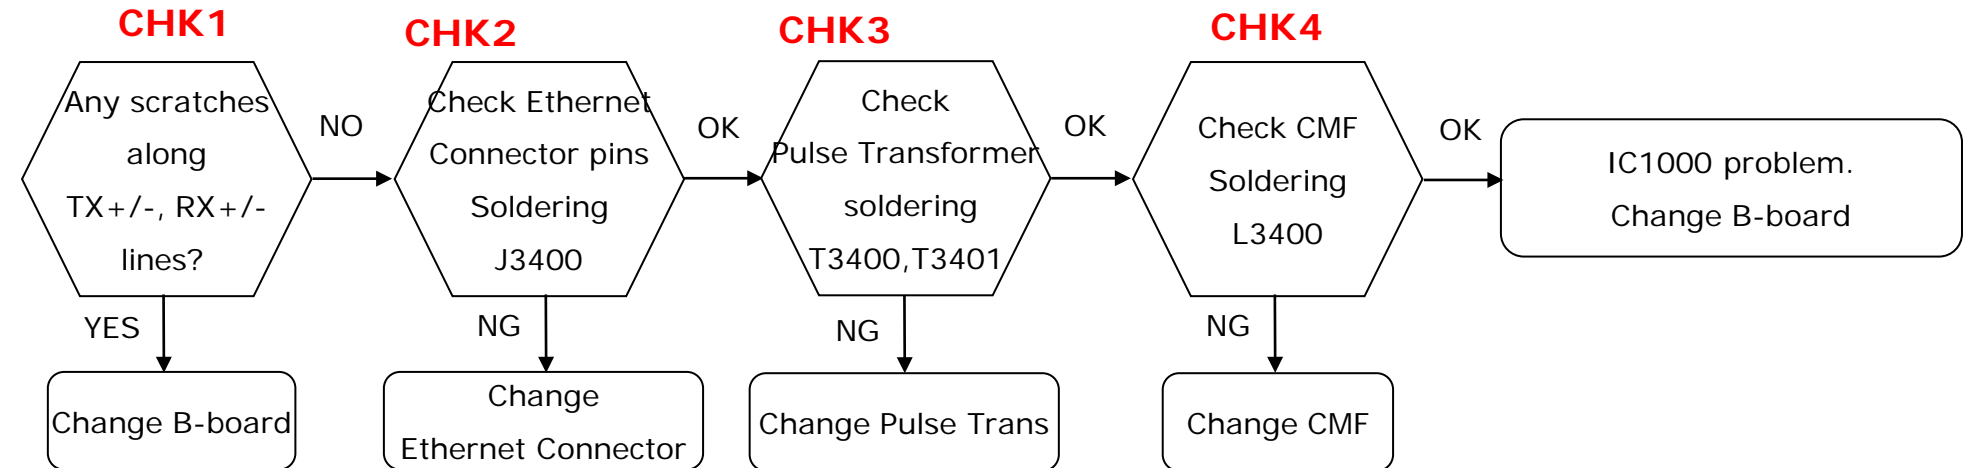 CHK1
Any scratches
along
TX+/-, RX+/-
lines?
NO
YES
Change B-board
CHK2
Check Ethernet
Connector pins
Soldering
J3400
OK
NG
Change
Ethernet Connector
CHK3
Check
Pulse Transformer
soldering
T3400,T3401
OK
NG
Change Pulse Trans
CHK4
Check CMF
Soldering
L3400
OK
NG
Change CMF
IC1000 problem.
Change B-board